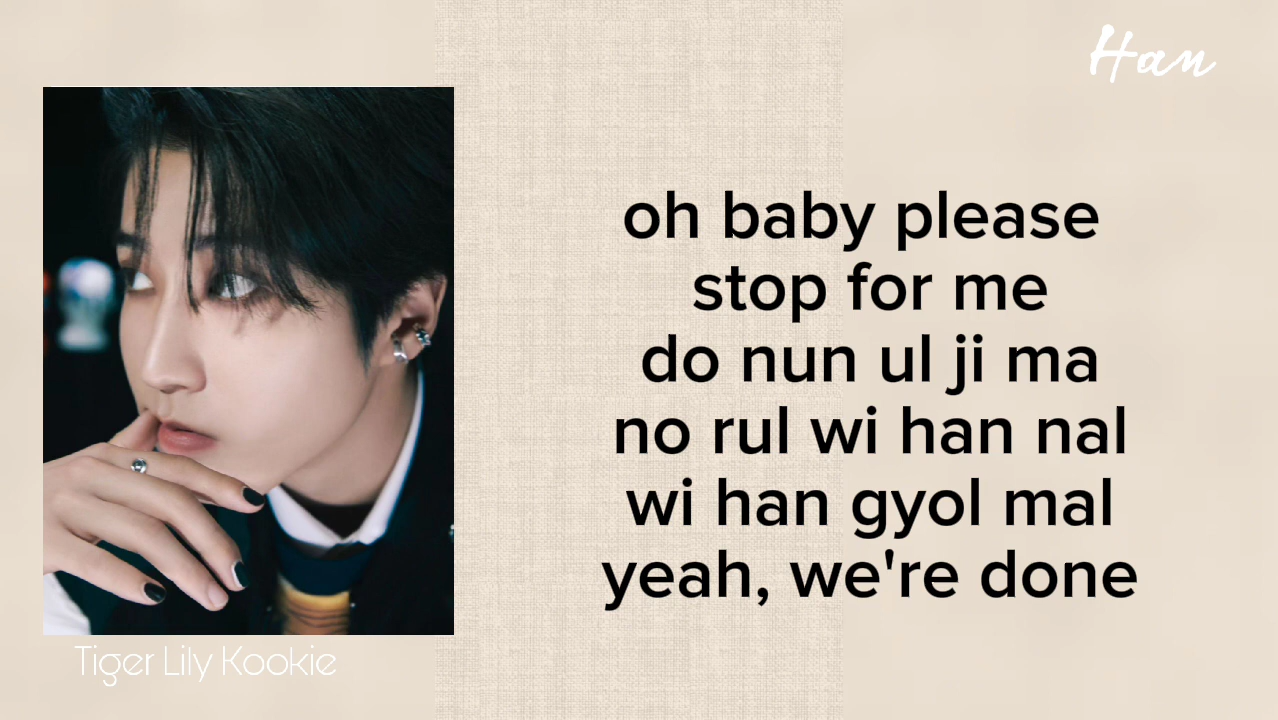 Han
oh baby please
stop for me
do nun ul ji ma
no rul wi han nal
wi han gyol mal
yeah, we're done
Tiger Lily Kookie